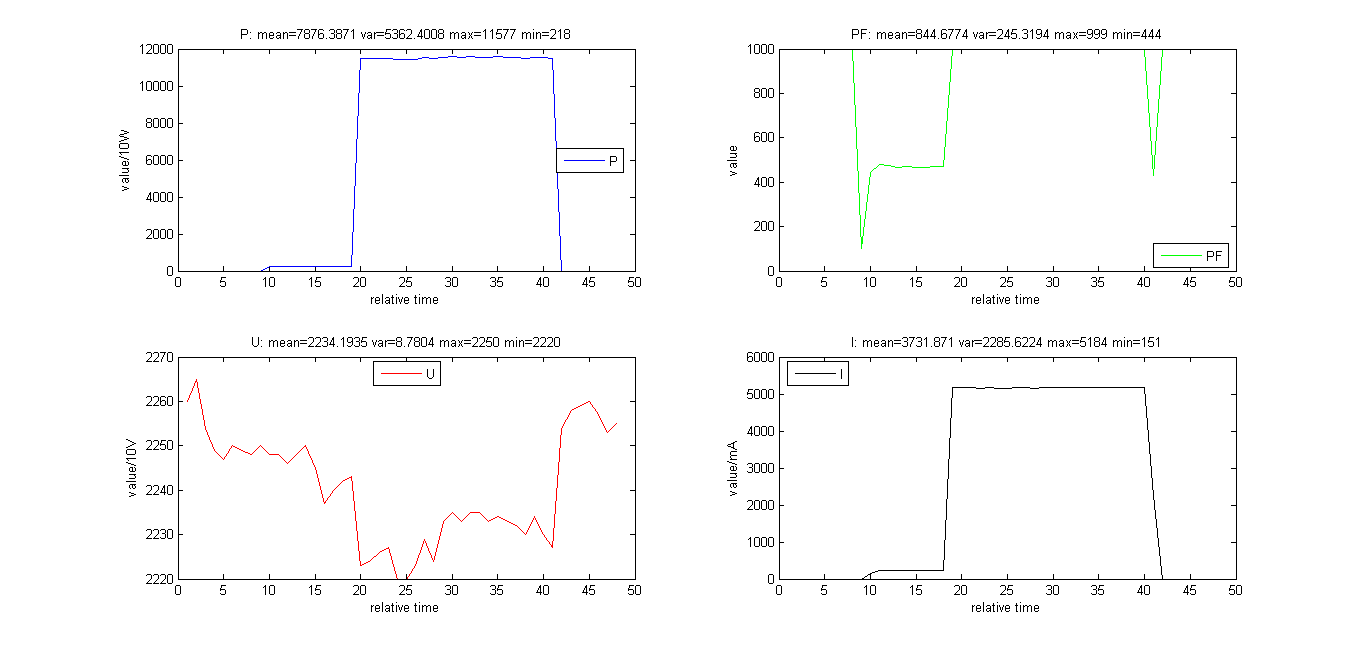 P: mean=7876.3871 var=5362.4008 max=11577 min=218
12000
10000
8000
6000
4000
2000
0
value/10W
P
0 5 10 15 20 25 30 35 40 45 50
relative time
PF: mean=844.6774 var=245.3194 max=999 min=444
1000
800
600
400
200
0
value
PF
0 5 10 15 20 25 30 35 40 45 50
relative time
U: mean=2234.1935 var=8.7804 max=2250 min=2220
2270
2260
2250
2240
2230
2220
value/10V
U
0 5 10 15 20 25 30 35 40 45 50
relative time
I: mean=3731.871 var=2285.6224 max=5184 min=151
6000
5000
4000
3000
2000
1000
0
value/mA
I
0 5 10 15 20 25 30 35 40 45 50
relative time